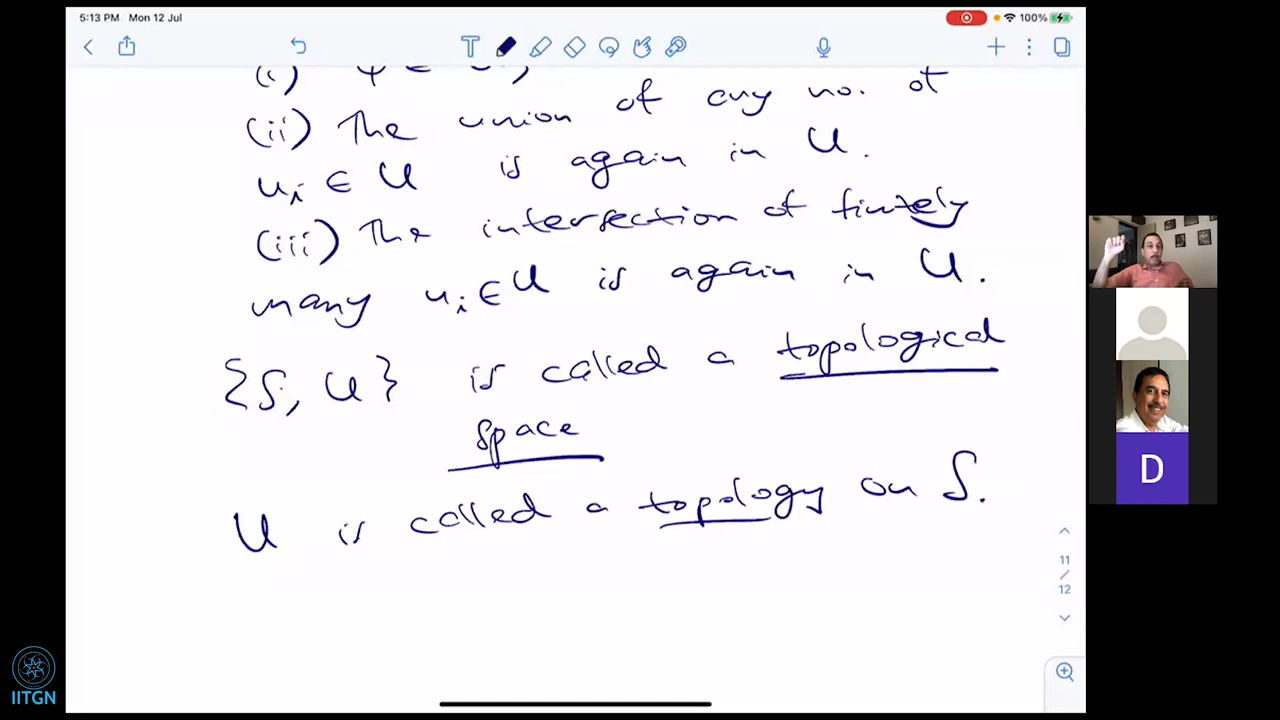 5:13 PM Mon 12 Jul
100%
(ii) The union of any no. of
uᵢ ∈ U is again in U.
(iii) The intersection of finitely
many uᵢ ∈ U is again in U.
{S, U} is called a topological
space
U is called a topology on S.
11
/
12
D
IITGN